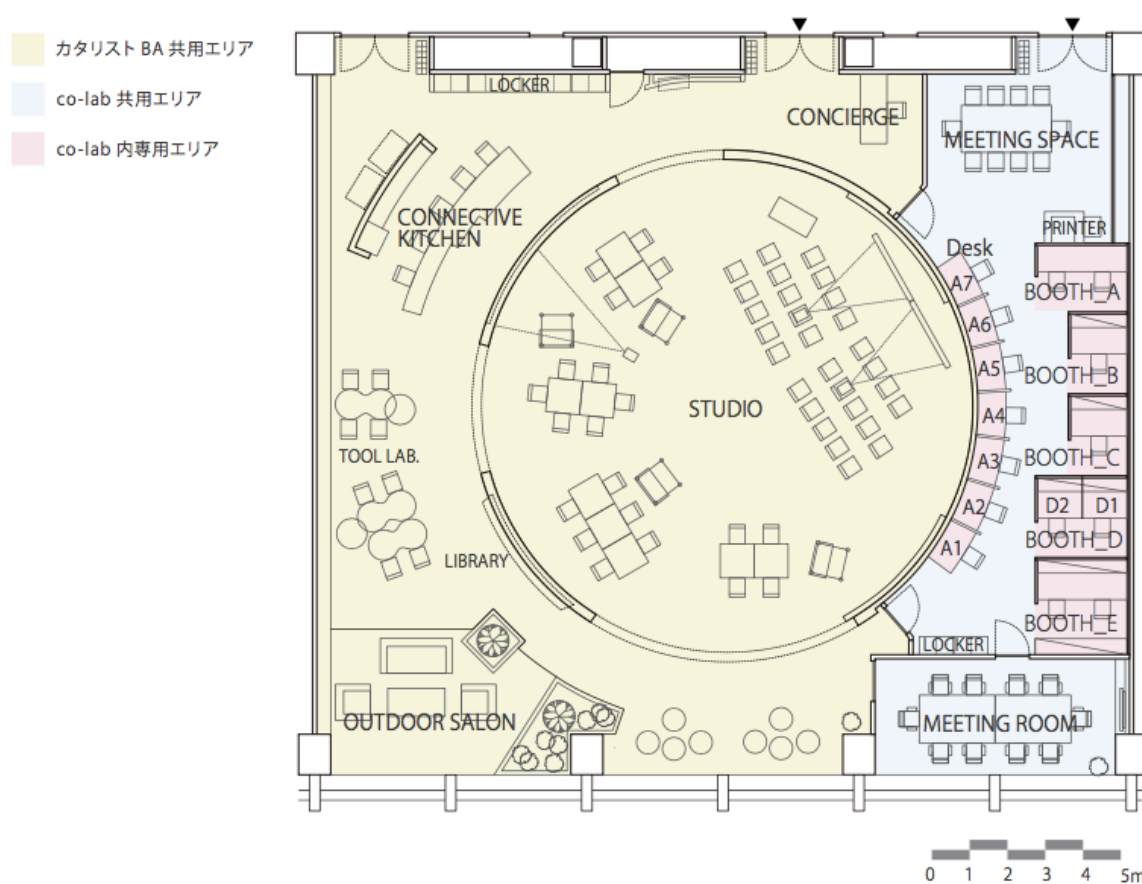 カタリスト BA 共用エリア
co-lab 共用エリア
co-lab 内専用エリア
LOCKER
CONCIERGE
MEETING SPACE
CONNECTIVE
KITCHEN
PRINTER
Desk
A7
A6
A5
A4
A3
A2
A1
BOOTH_A
BOOTH_B
BOOTH_C
D2
D1
BOOTH_D
BOOTH_E
STUDIO
TOOL LAB.
LIBRARY
LOCKER
OUTDOOR SALON
MEETING ROOM
0 1 2 3 4 5m